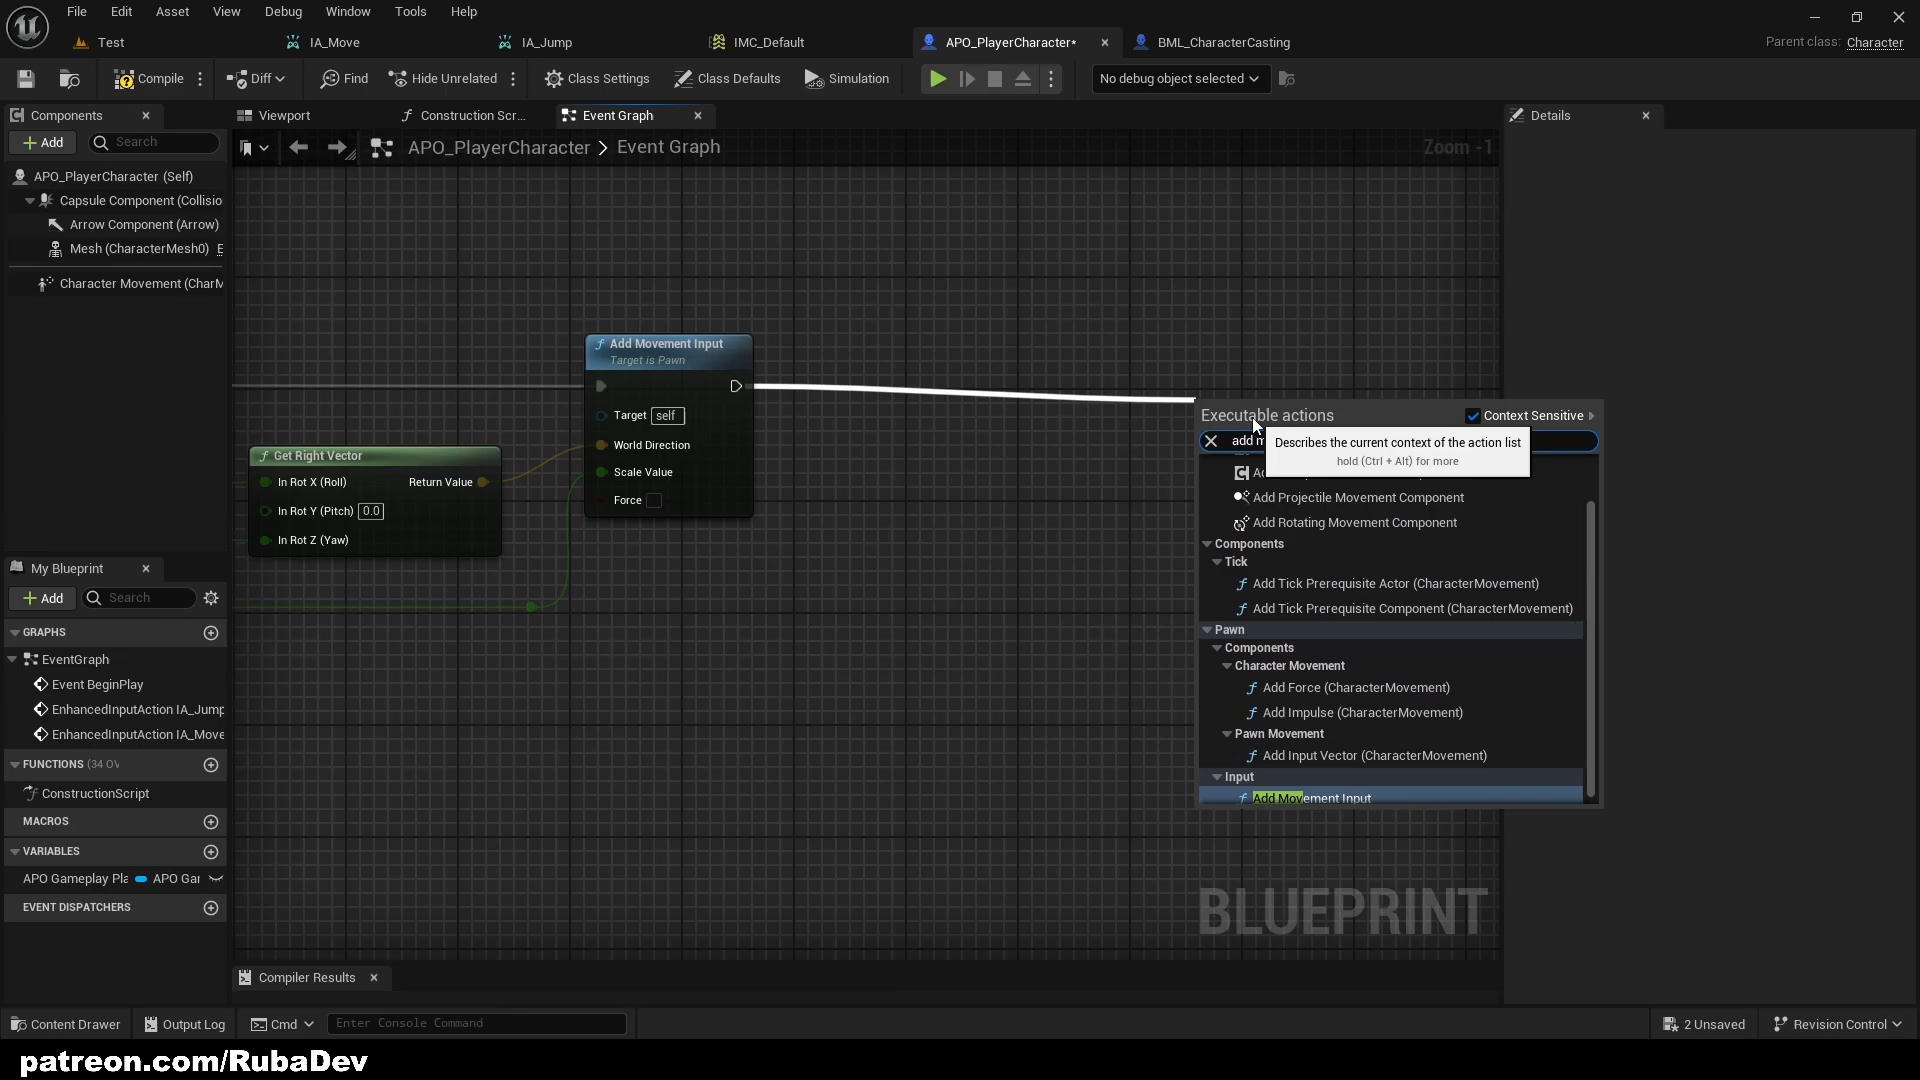 File Edit Asset View Debug Window Tools Help
Test IA_Move IA_Jump IMC_Default APO_PlayerCharacter* BML_CharacterCasting Parent class: Character
Compile Diff Find Hide Unrelated Class Settings Class Defaults Simulation No debug object selected
Components Viewport Construction Scr... Event Graph Details
Add Search APO_PlayerCharacter > Event Graph Zoom -1
APO_PlayerCharacter (Self)
Capsule Component (Collisio
Arrow Component (Arrow)
Mesh (CharacterMesh0) E
Character Movement (CharM
Add Movement Input
Target is Pawn
Target self
World Direction
Scale Value
Force
Get Right Vector
In Rot X (Roll) Return Value
In Rot Y (Pitch) 0.0
In Rot Z (Yaw)
Executable actions Context Sensitive
add m
Describes the current context of the action list
hold (Ctrl + Alt) for more
Add Projectile Movement Component
Add Rotating Movement Component
Components
Tick
Add Tick Prerequisite Actor (CharacterMovement)
Add Tick Prerequisite Component (CharacterMovement)
Pawn
Components
Character Movement
Add Force (CharacterMovement)
Add Impulse (CharacterMovement)
Pawn Movement
Add Input Vector (CharacterMovement)
Input
Add Movement Input
My Blueprint
Add Search
GRAPHS
EventGraph
Event BeginPlay
EnhancedInputAction IA_Jump
EnhancedInputAction IA_Move
FUNCTIONS (34 OV
ConstructionScript
MACROS
VARIABLES
APO Gameplay Pla APO Gar
EVENT DISPATCHERS
BLUEPRINT
Compiler Results
Content Drawer Output Log Cmd Enter Console Command 2 Unsaved Revision Control
patreon.com/RubaDev